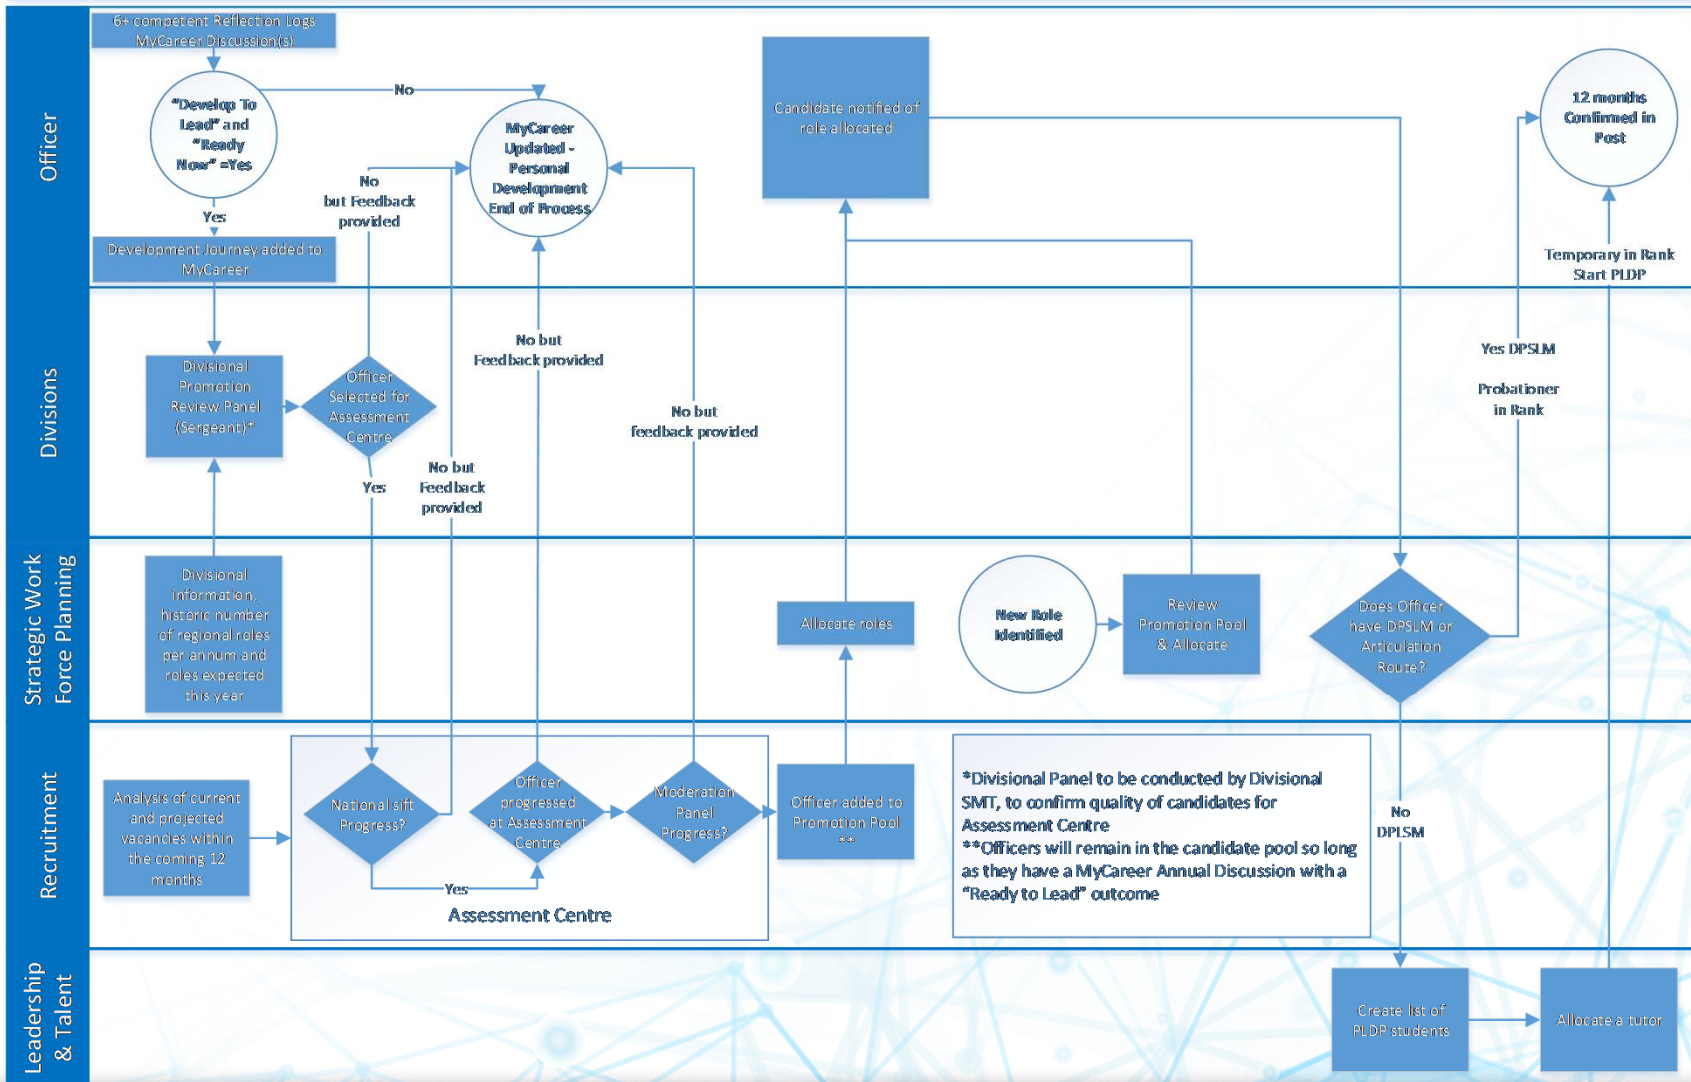 Officer
6+ competent Reflection Logs
MyCareer Discussion(s)
"Develop To
Lead" and
"Ready
Now" =Yes
No
Yes
Development Journey added to
MyCareer
MyCareer
Updated -
Personal
Development
End of Process
No
but Feedback
provided
Candidate notified of
role allocated
12 months
Confirmed in
Post
Temporary in Rank
Start PLDP
Divisions
Divisional
Promotion
Review Panel
(Sergeant)*
Officer
Selected for
Assessment
Centre
Yes
No but
Feedback
provided
No but
Feedback provided
No but
feedback provided
Yes DPSLM
Probationer
in Rank
Strategic Work
Force Planning
Divisional
information,
historic number
of regional roles
per annum and
roles expected
this year
Allocate roles
New Role
Identified
Review
Promotion Pool
& Allocate
Does Officer
have DPSLM or
Articulation
Route?
Recruitment
Analysis of current
and projected
vacancies within
the coming 12
months
National sift
Progress?
Yes
Officer
progressed
at Assessment
Centre
Moderation
Panel
Progress?
Assessment Centre
Officer added to
Promotion Pool
**
*Divisional Panel to be conducted by Divisional
SMT, to confirm quality of candidates for
Assessment Centre
**Officers will remain in the candidate pool so long
as they have a MyCareer Annual Discussion with a
"Ready to Lead" outcome
No
DPLSM
Leadership
& Talent
Create list of
PLDP students
Allocate a tutor